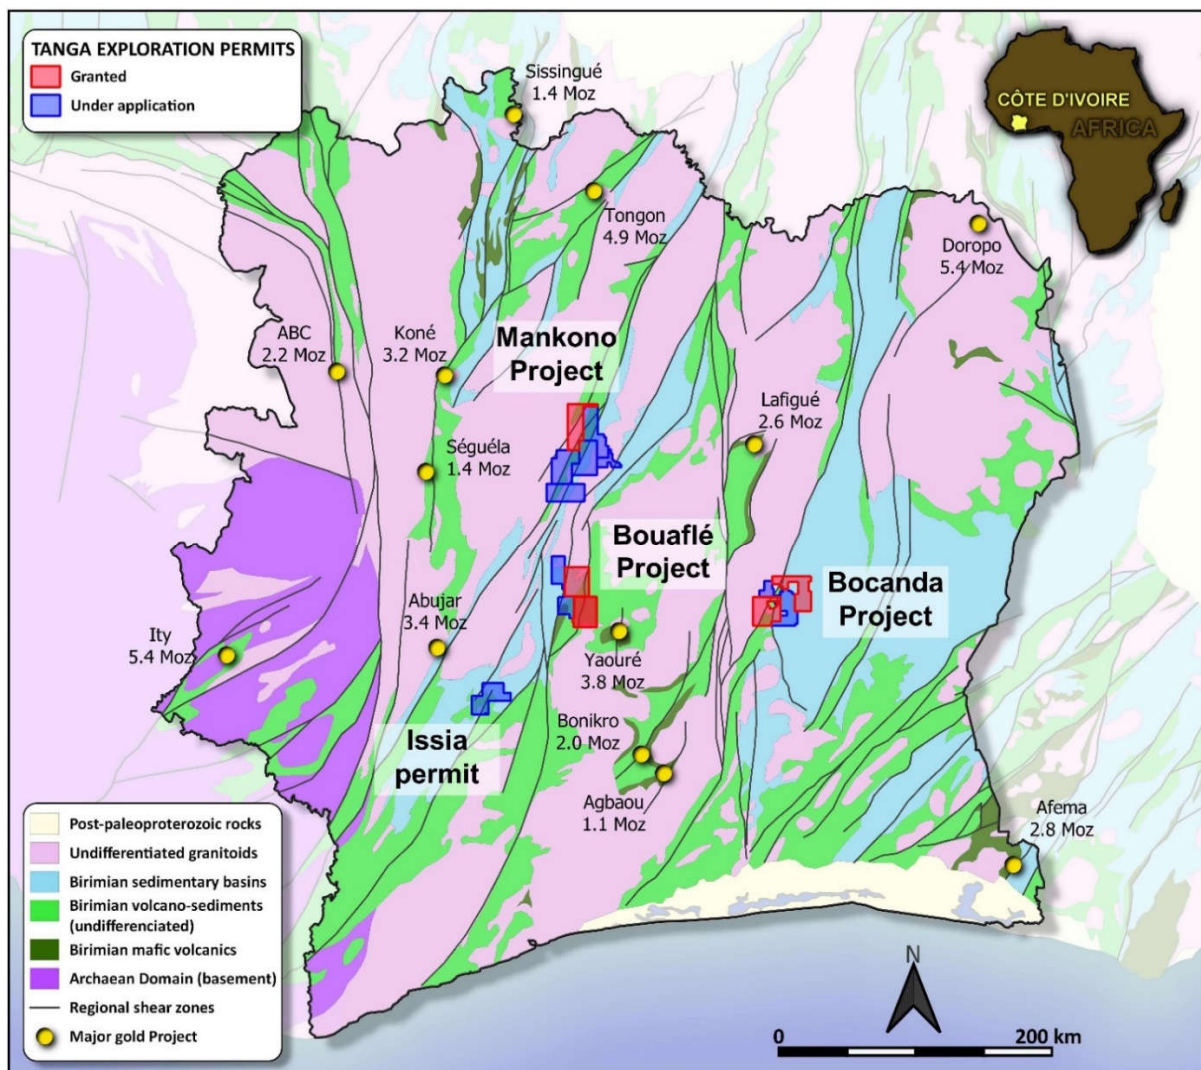 TANGA EXPLORATION PERMITS
Granted
Under application
CÔTE D'IVOIRE
AFRICA
Sissingué
1.4 Moz
Tongon
4.9 Moz
Doropo
5.4 Moz
ABC
2.2 Moz
Koné
3.2 Moz
Mankono
Project
Lafigué
2.6 Moz
Séguéla
1.4 Moz
Bouaflé
Project
Bocanda
Project
Abujar
3.4 Moz
Ity
5.4 Moz
Yaouré
3.8 Moz
Issia
permit
Bonikro
2.0 Moz
Agbaou
1.1 Moz
Afema
2.8 Moz
Post-paleoproterozoic rocks
Undifferentiated granitoids
Birimian sedimentary basins
Birimian volcano-sediments
(undifferenciated)
Birimian mafic volcanics
Archaean Domain (basement)
Regional shear zones
Major gold Project
N
0 200 km